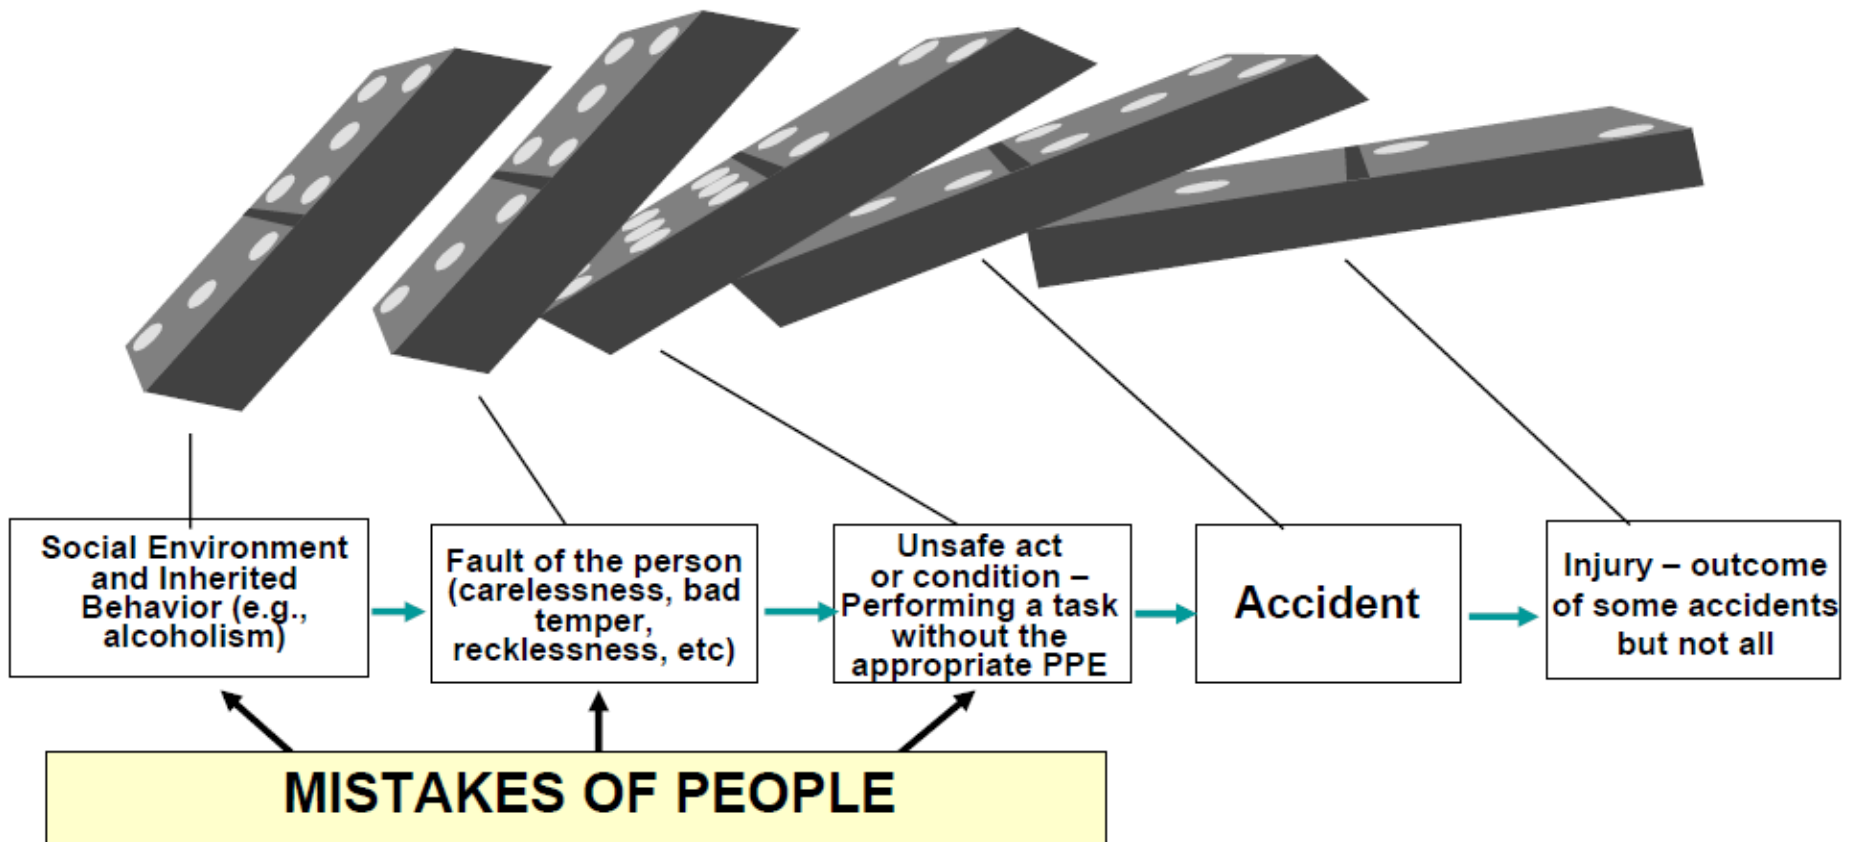 Social Environment
and Inherited
Behavior (e.g.,
alcoholism)
Fault of the person
(carelessness, bad
temper,
recklessness, etc)
Unsafe act
or condition –
Performing a task
without the
appropriate PPE
Accident
Injury – outcome
of some accidents
but not all
MISTAKES OF PEOPLE